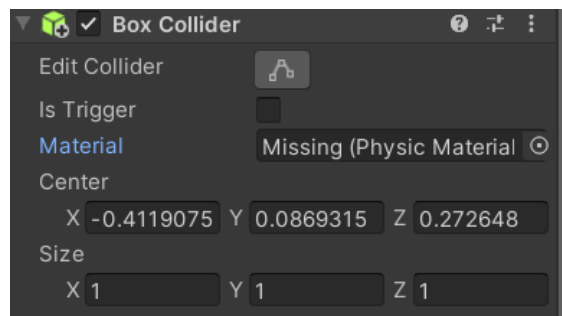 Box Collider
Edit Collider
Is Trigger
Material Missing (Physic Material
Center
X -0.4119075 Y 0.0869315 Z 0.272648
Size
X 1 Y 1 Z 1